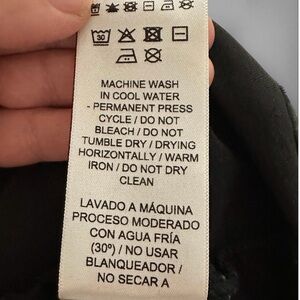 30
MACHINE WASH
IN COOL WATER
- PERMANENT PRESS
CYCLE / DO NOT
BLEACH / DO NOT
TUMBLE DRY / DRYING
HORIZONTALLY / WARM
IRON / DO NOT DRY
CLEAN
LAVADO A MÁQUINA
PROCESO MODERADO
CON AGUA FRÍA
(30º) / NO USAR
BLANQUEADOR /
NO SECAR A